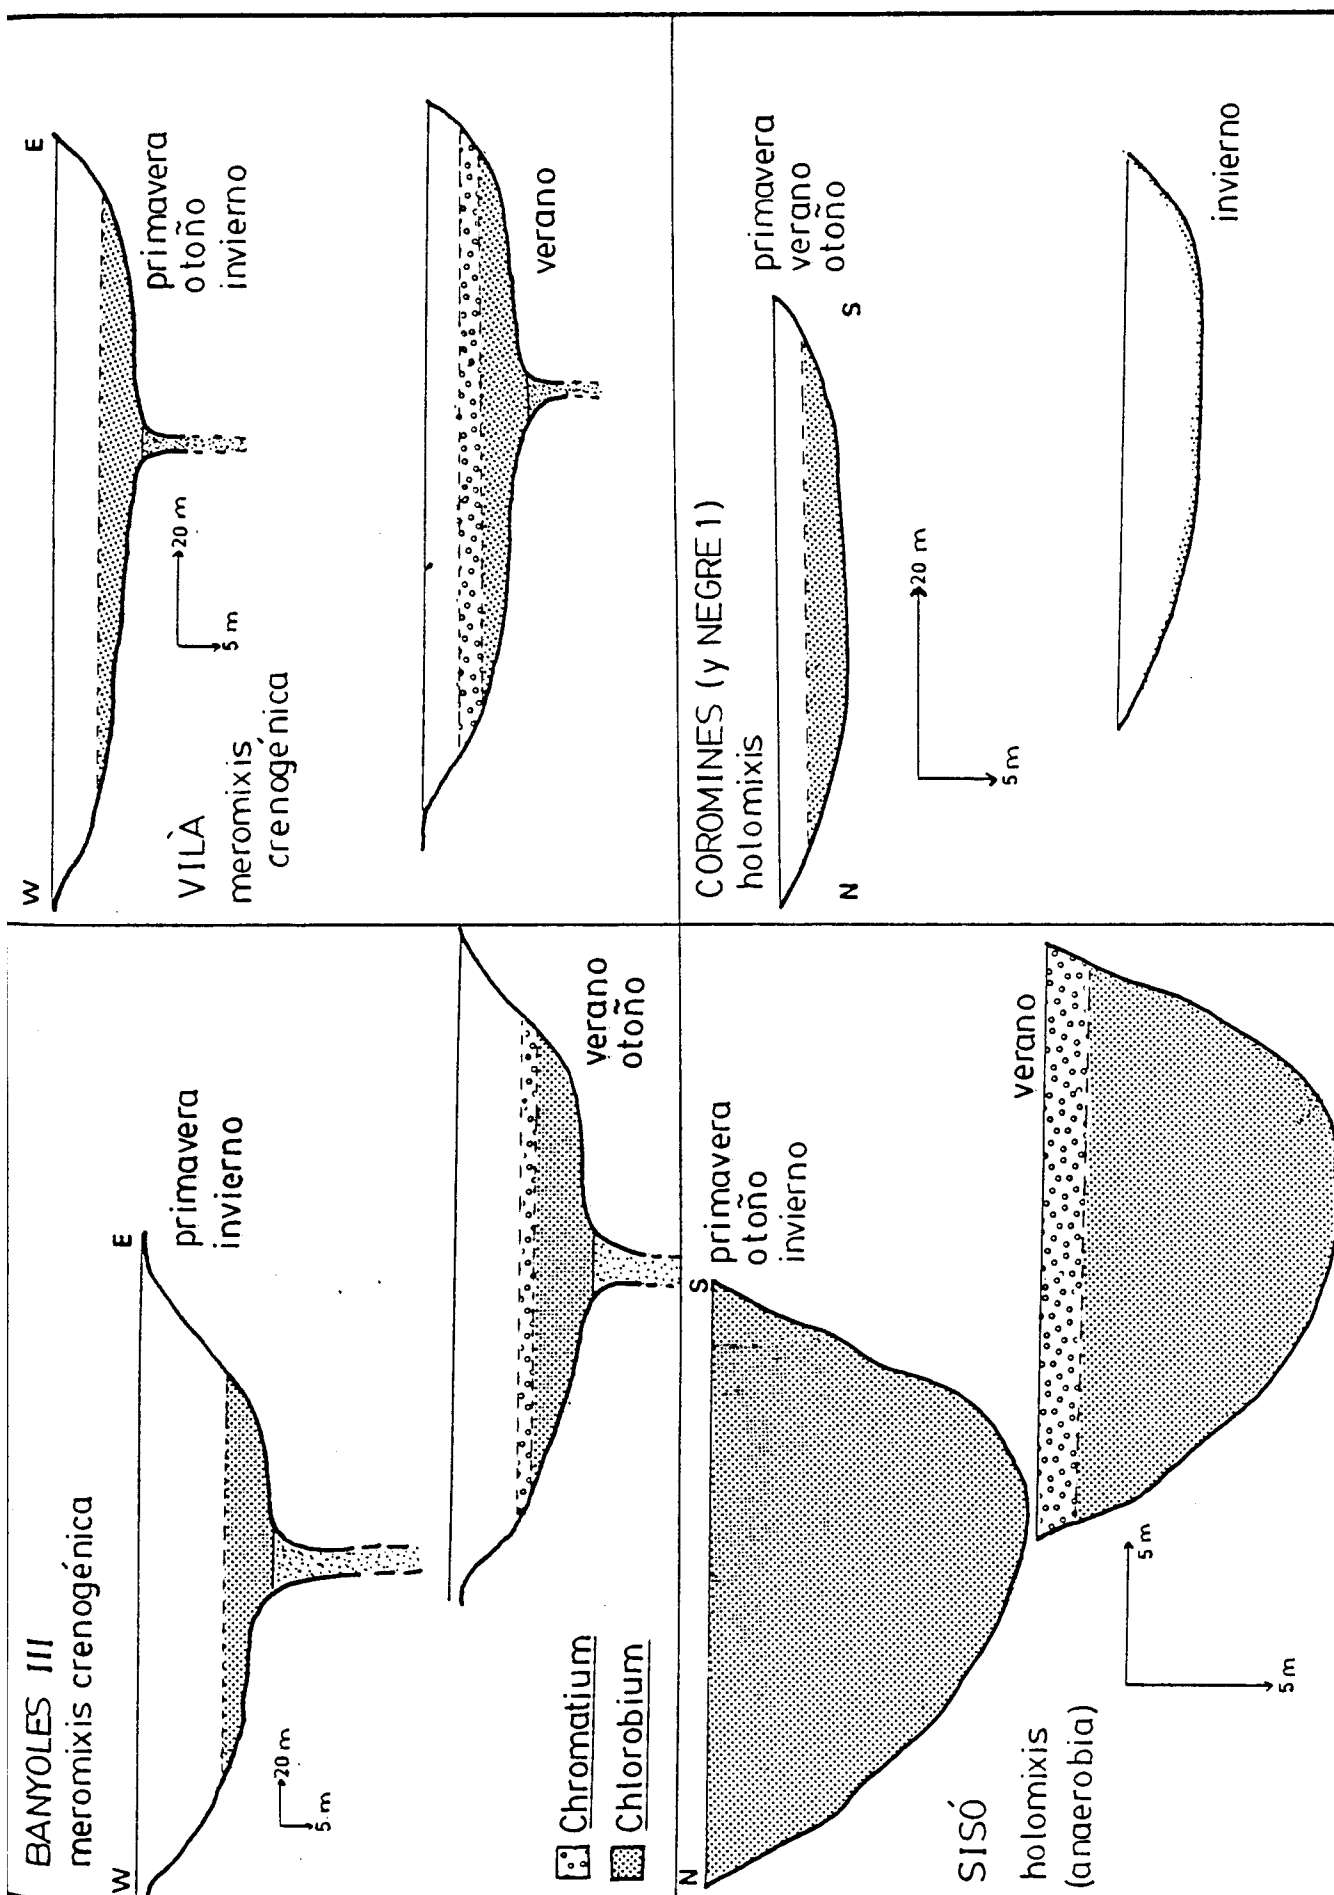 BANYOLES III
meromixis crenogénica
W
E
primavera
invierno
20 m
5 m
verano
otoño
Chromatium
Chlorobium
W
E
primavera
otoño
invierno
20 m
5 m
VILÀ
meromixis
crenogénica
verano
SISÓ
holomixis
(anaerobia)
N
S
primavera
otoño
invierno
5 m
5 m
verano
COROMINES (y NEGRE 1)
holomixis
N
S
primavera
verano
otoño
20 m
5 m
invierno